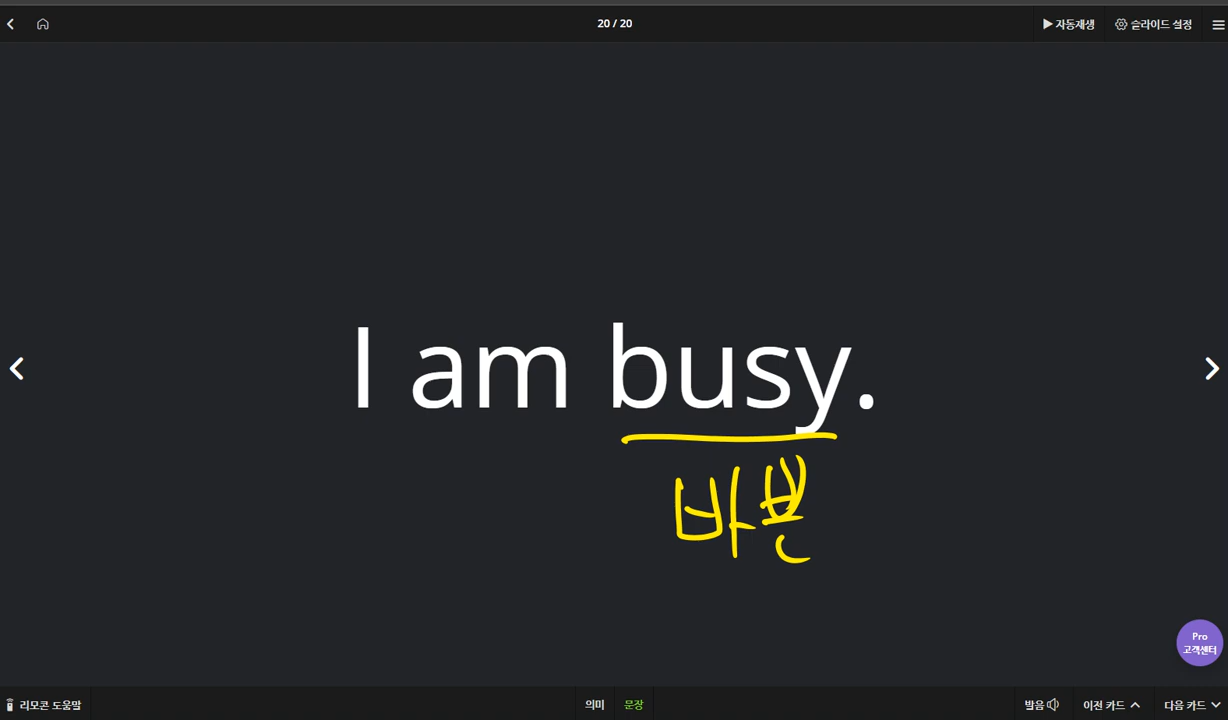 20 / 20
자동재생
슬라이드 설정
I am busy.
바쁜
Pro
고객센터
리모콘 도움말
의미
문장
발음
이전 카드
다음 카드